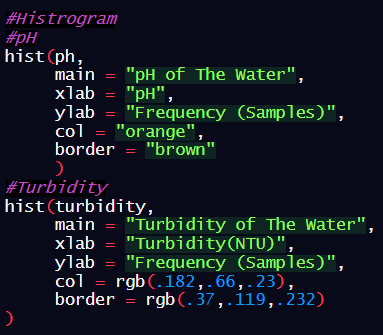 #Histrogram
#pH
hist(ph,
     main = "pH of The Water",
     xlab = "pH",
     ylab = "Frequency (Samples)",
     col = "orange",
     border = "brown"
     )
#Turbidity
hist(turbidity,
     main = "Turbidity of The Water",
     xlab = "Turbidity(NTU)",
     ylab = "Frequency (Samples)",
     col = rgb(.182,.66,.23),
     border = rgb(.37,.119,.232)
)